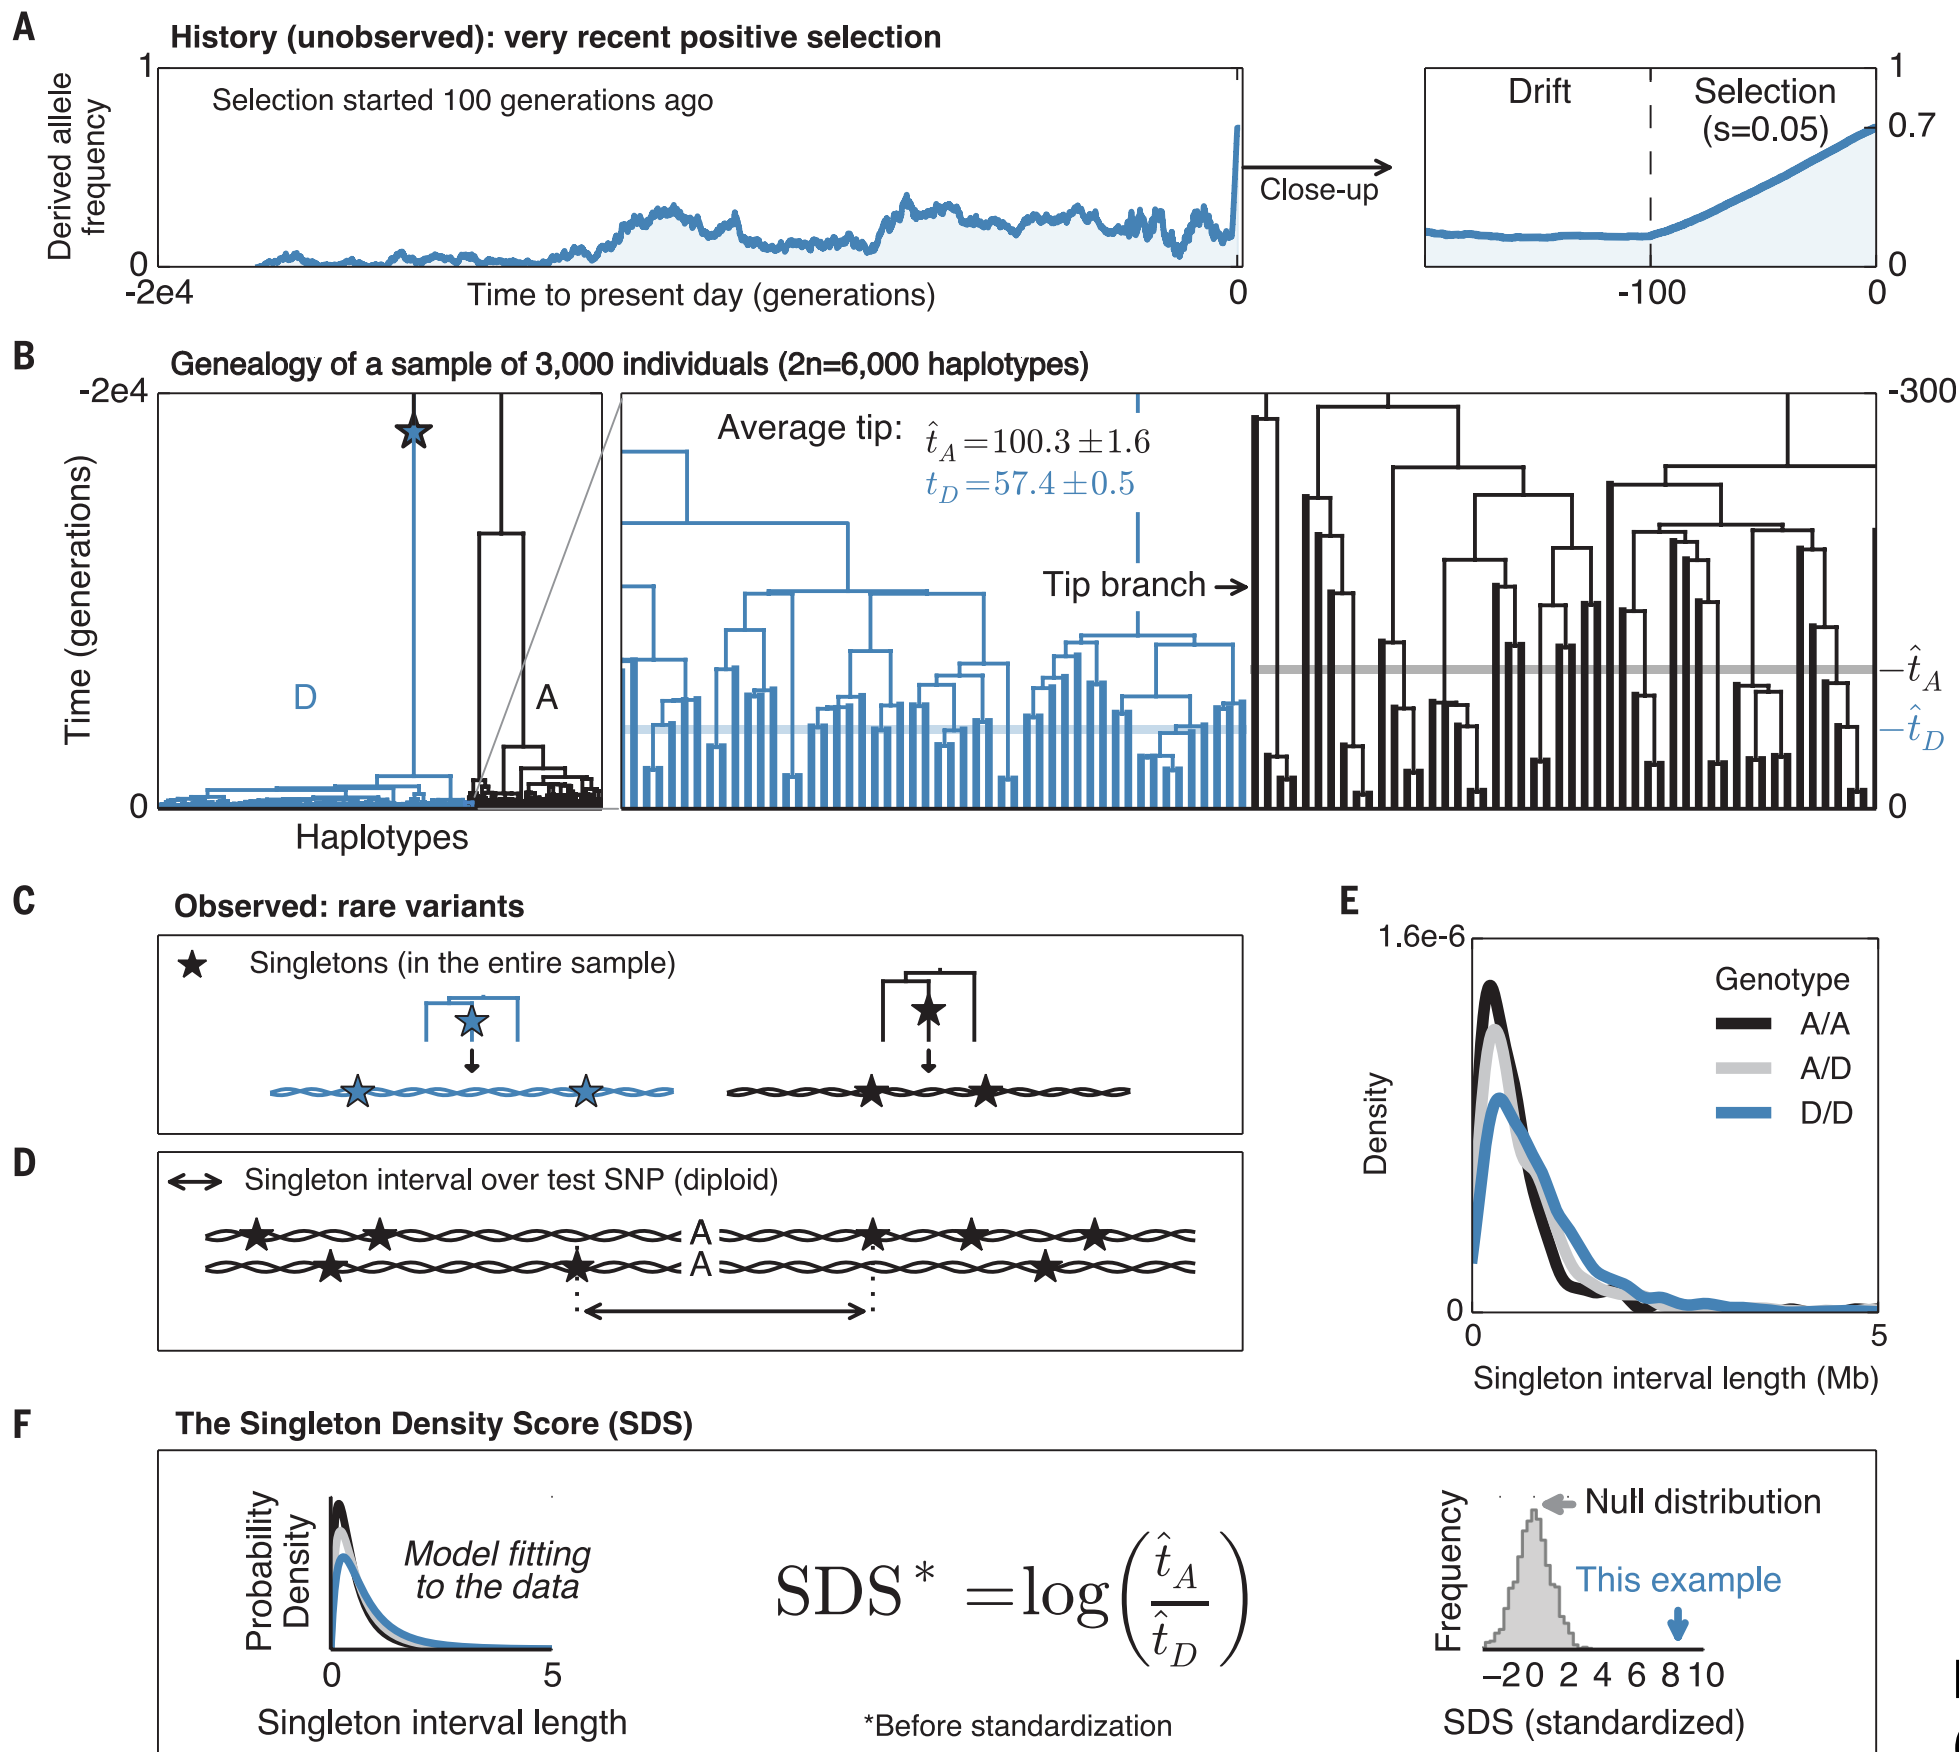 A
History (unobserved): very recent positive selection
Derived allele
frequency
1
0
Selection started 100 generations ago
-2e4
Time to present day (generations)
0
Close-up
Drift
Selection
(s=0.05)
1
0.7
0
-100
0
B
Genealogy of a sample of 3,000 individuals (2n=6,000 haplotypes)
Time (generations)
-2e4
0
D
A
Haplotypes
Average tip:
t̂_A=100.3 ±1.6
t_D=57.4 ±0.5
Tip branch
-300
t̂_A
t̂_D
0
C
Observed: rare variants
Singletons (in the entire sample)
D
Singleton interval over test SNP (diploid)
A
A
E
1.6e-6
Density
0
Genotype
A/A
A/D
D/D
0
5
Singleton interval length (Mb)
F
The Singleton Density Score (SDS)
Probability
Density
Model fitting
to the data
0
5
Singleton interval length
SDS* = log(t̂_A/t̂_D)
*Before standardization
Frequency
Null distribution
This example
−2 0 2 4 6 8 10
SDS (standardized)